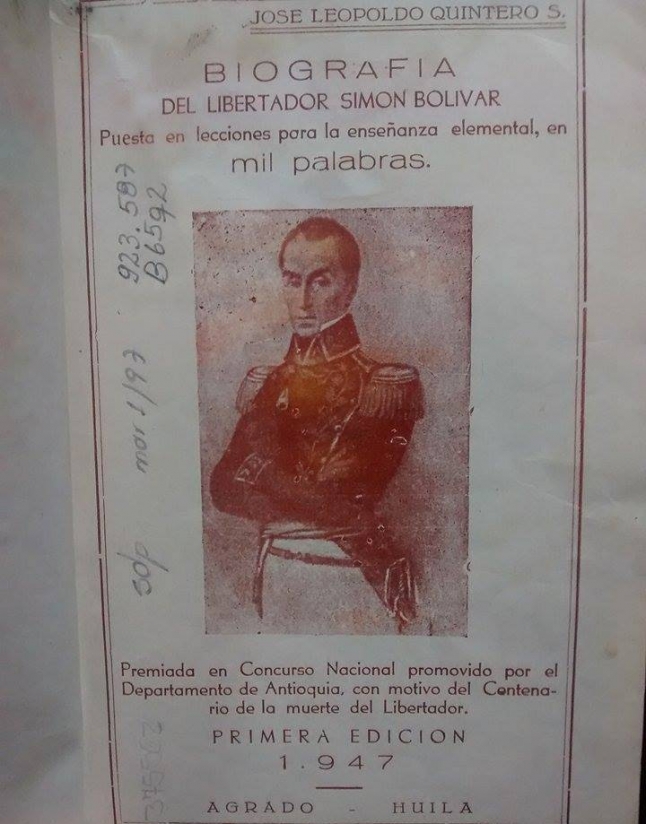 JOSE LEOPOLDO QUINTERO S.
BIOGRAFIA
DEL LIBERTADOR SIMON BOLIVAR
Puesta en lecciones para la enseñanza elemental, en
mil palabras.
923.587
B6592
mar 1/97
Premiada en Concurso Nacional promovido por el
Departamento de Antioquia, con motivo del Centena-
rio de la muerte del Libertador.
PRIMERA EDICION
1.947
AGRADO - HUILA